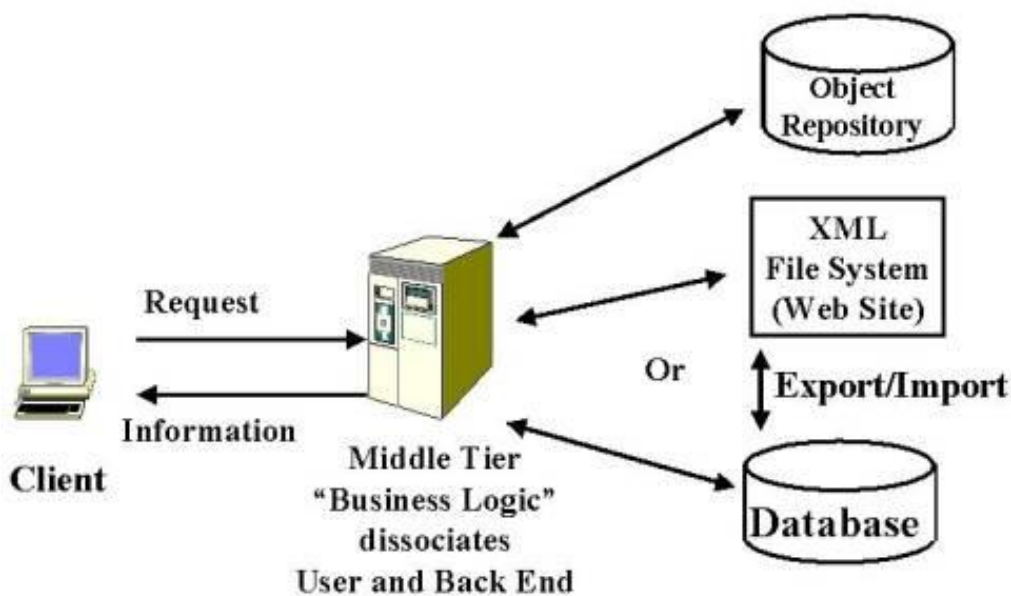 Object
Repository
XML
File System
(Web Site)
Request
Or
Export/Import
Information
Client
Middle Tier
“Business Logic”
dissociates
User and Back End
Database